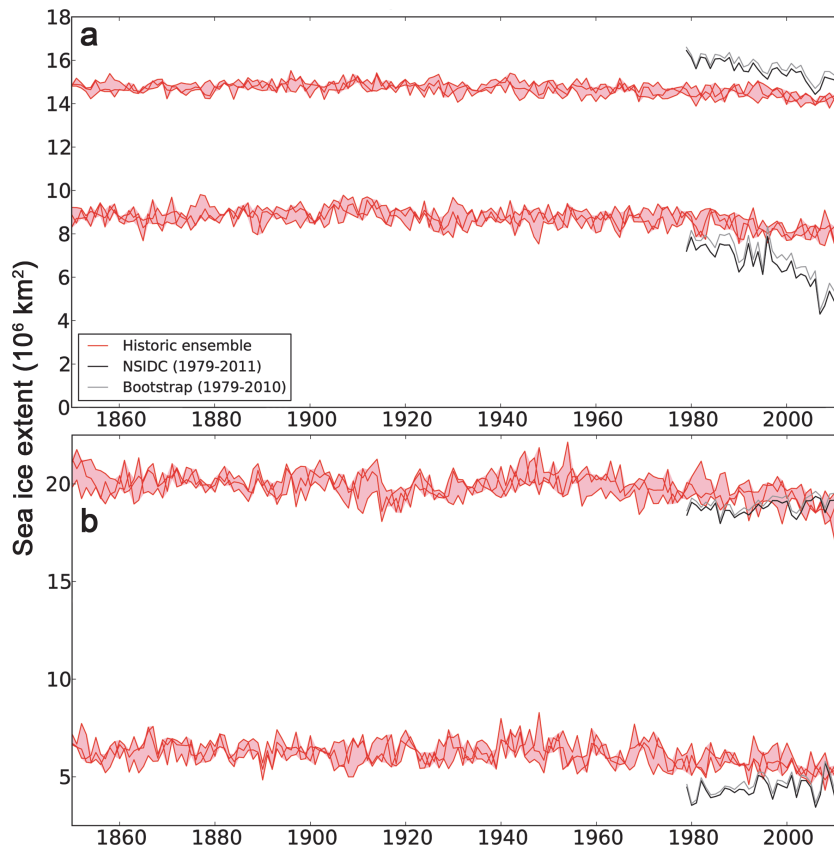 Sea ice extent (10⁶ km²)
a
18
16
14
12
10
8
6
4
2
0
Historic ensemble
NSIDC (1979-2011)
Bootstrap (1979-2010)
1860 1880 1900 1920 1940 1960 1980 2000
b
20
15
10
5
1860 1880 1900 1920 1940 1960 1980 2000